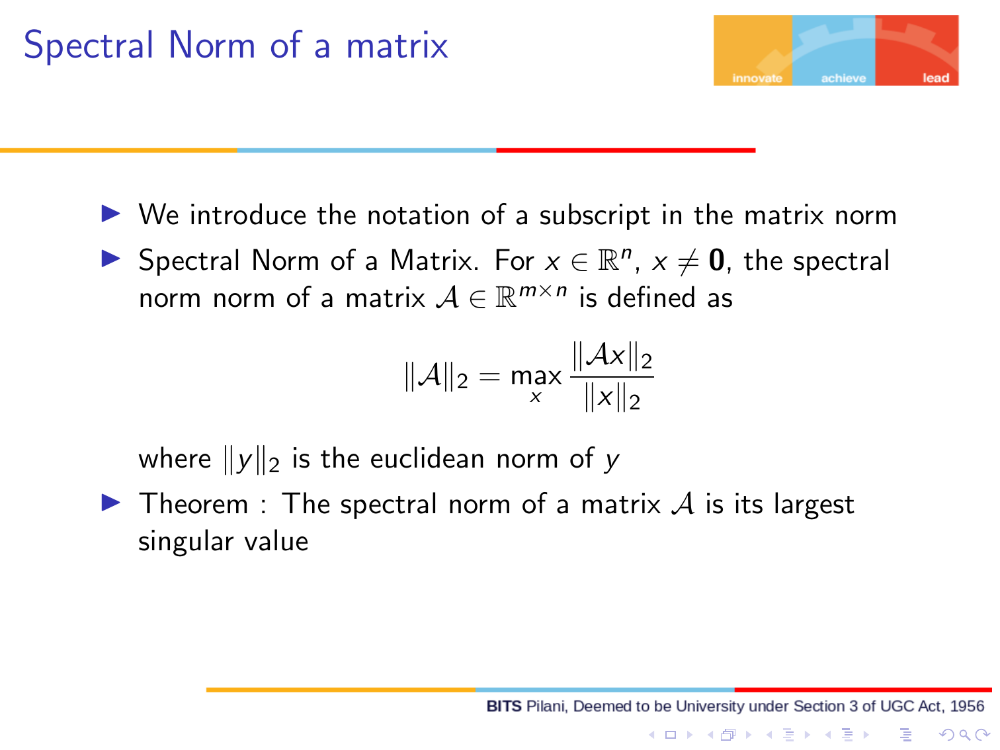 Spectral Norm of a matrix
innovate achieve lead
▶ We introduce the notation of a subscript in the matrix norm
▶ Spectral Norm of a Matrix. For $x \in \mathbb{R}^n$, $x \neq \mathbf{0}$, the spectral
norm norm of a matrix $\mathcal{A} \in \mathbb{R}^{m \times n}$ is defined as
$\|\mathcal{A}\|_2 = \max_x \frac{\|\mathcal{A}x\|_2}{\|x\|_2}$
where $\|y\|_2$ is the euclidean norm of $y$
▶ Theorem : The spectral norm of a matrix $\mathcal{A}$ is its largest
singular value
BITS Pilani, Deemed to be University under Section 3 of UGC Act, 1956